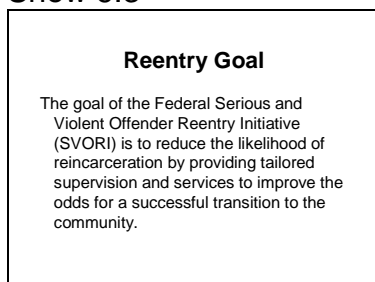 Reentry Goal
The goal of the Federal Serious and
Violent Offender Reentry Initiative
(SVORI) is to reduce the likelihood of
reincarceration by providing tailored
supervision and services to improve the
odds for a successful transition to the
community.